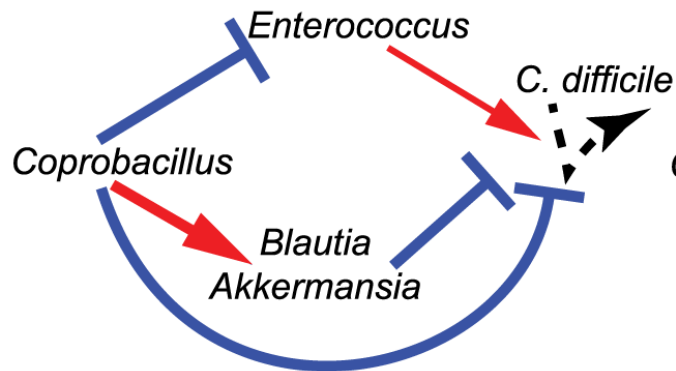 Enterococcus
C. difficile
Coprobacillus
Blautia
Akkermansia